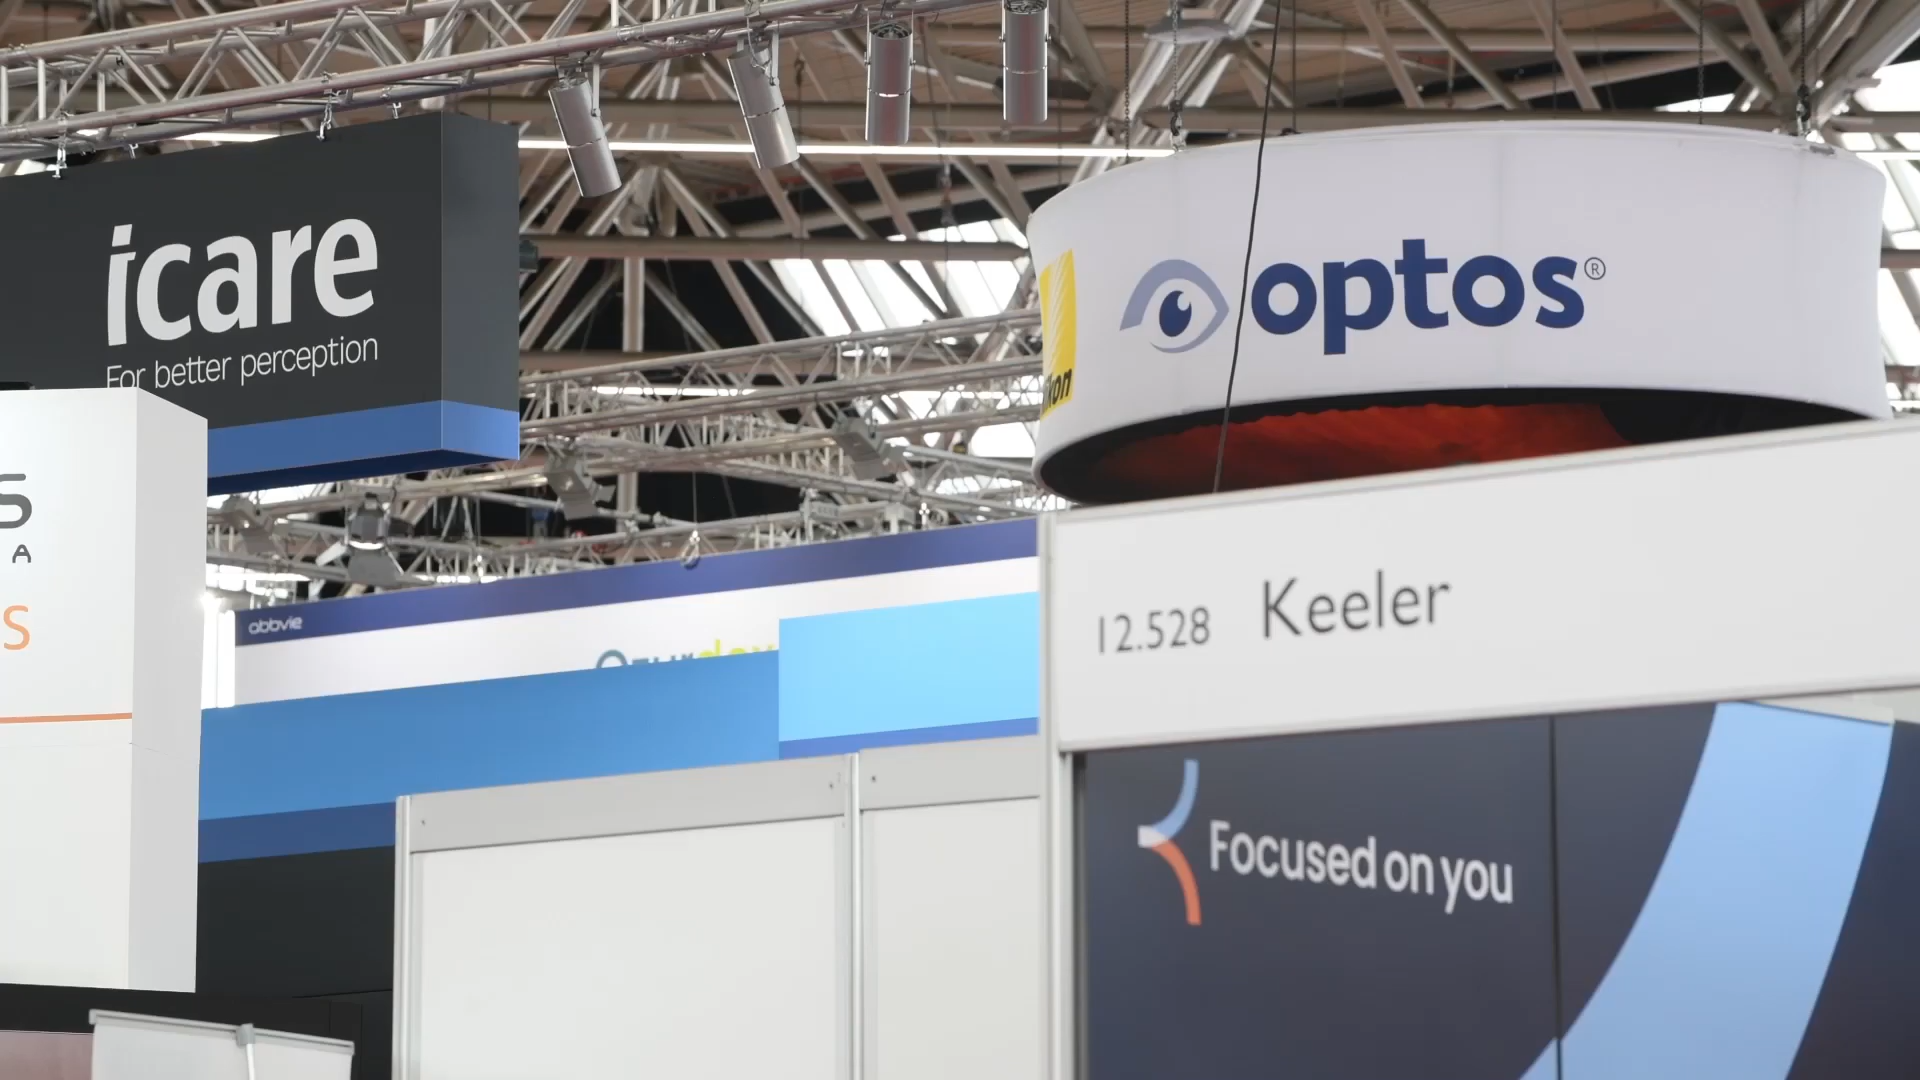 icare
For better perception
optos®
S
A
S
abbvie
12.528 Keeler
Focused on you